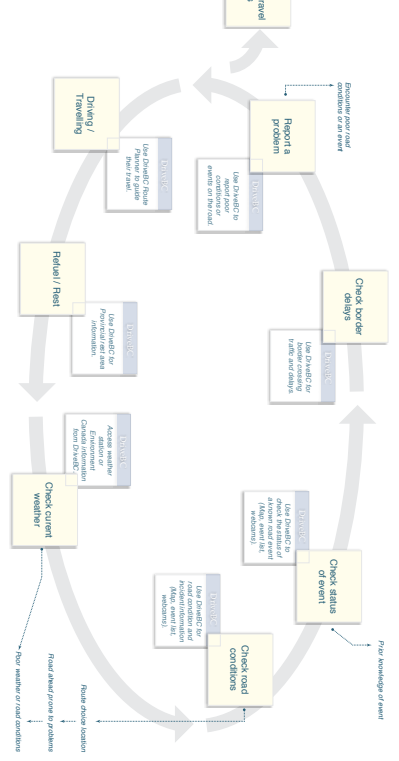 ravel
s
Encounter poor road
conditions or an event
Report a
problem
DriveBC
Use DriveBC to
report poor
conditions or
events on the road.
Driving /
Travelling
DriveBC
Use DriveBC Route
Planner to guide
their travel.
Check border
delays
DriveBC
Use DriveBC for
border crossing
traffic and delays.
Refuel / Rest
DriveBC
Use DriveBC for
Provincial rest area
information.
DriveBC
Access weather
station or
Environment
Canada information
from DriveBC.
Check curent
weather
Check status
of event
DriveBC
Use DriveBC to
check the status of
a known road event
(Map, event list,
webcams).
Prior knowledge of event
Check road
conditions
DriveBC
Use DriveBC for
road condition and
incident information
(Map, event list,
webcams).
Route choice location
Road ahead prone to problems
Poor weather or road conditions